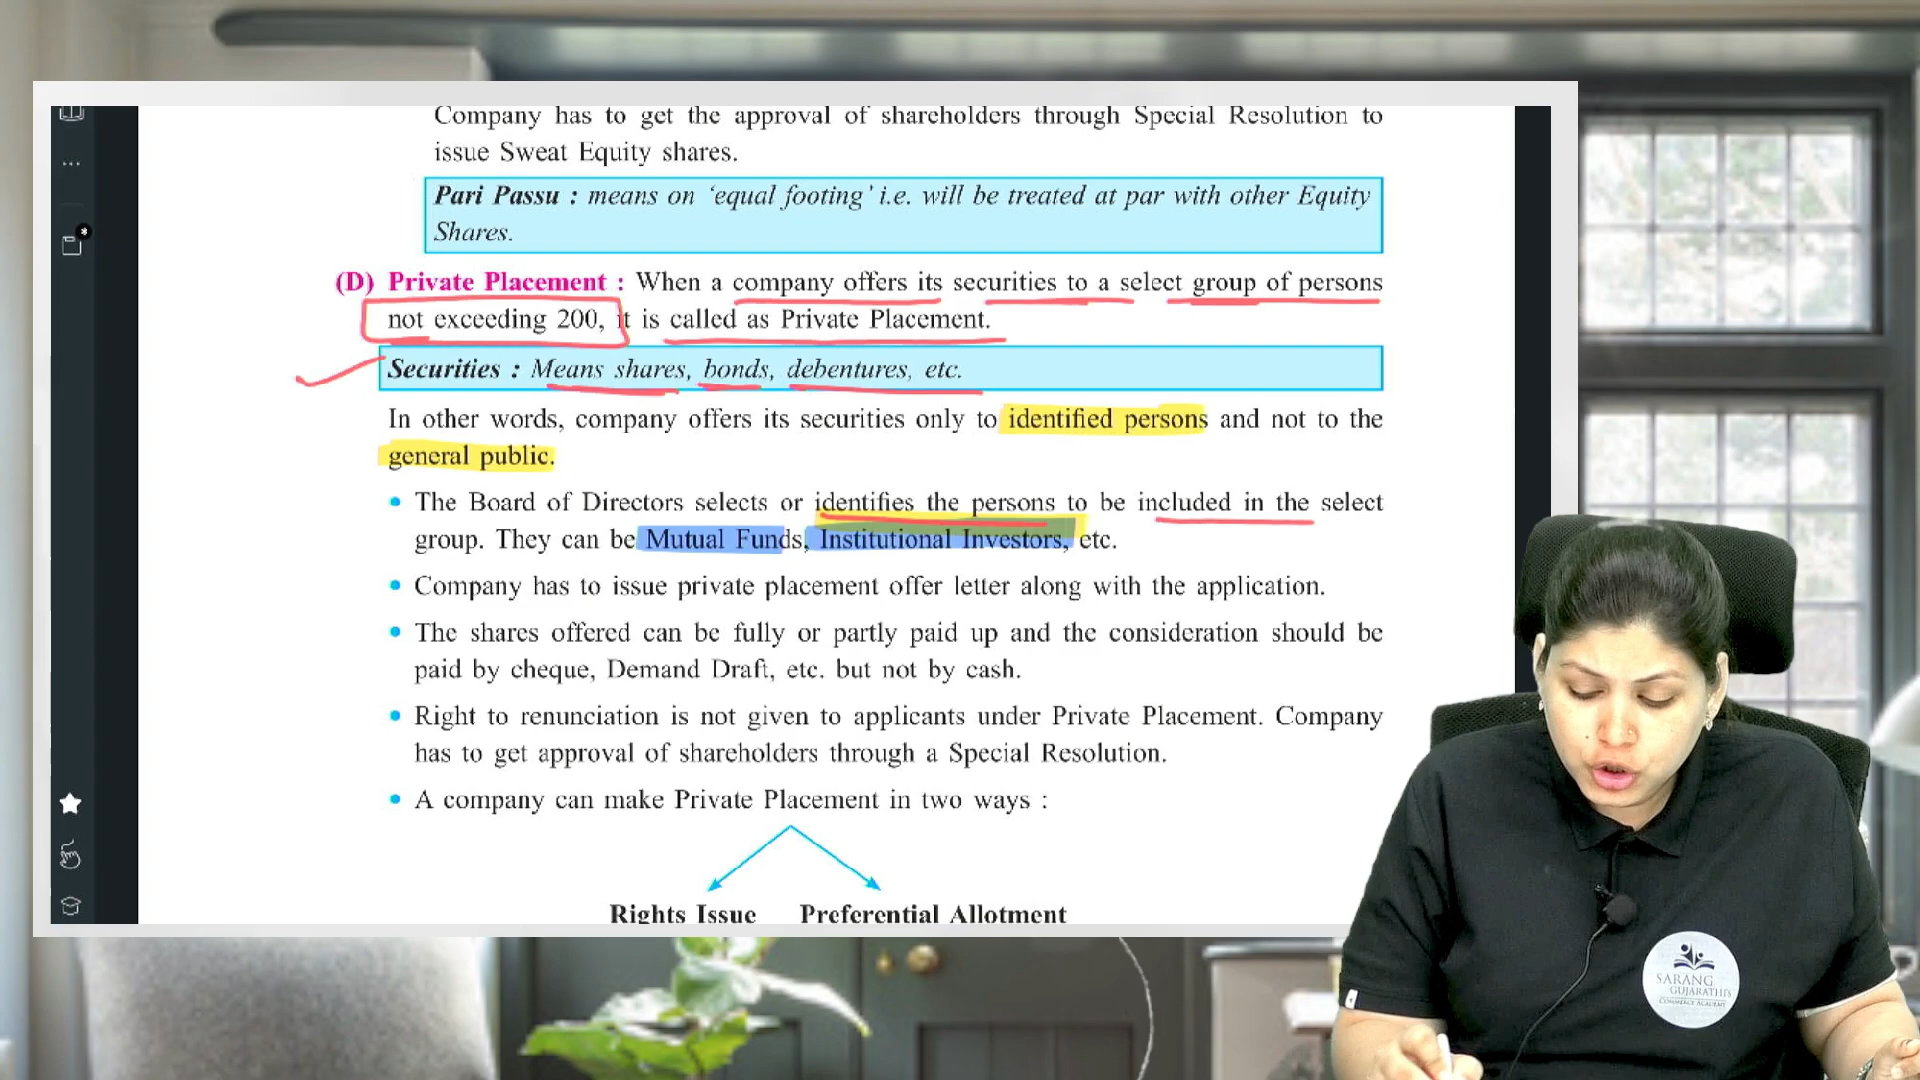 Company has to get the approval of shareholders through Special Resolution to
issue Sweat Equity shares.
Pari Passu : means on ‘equal footing’ i.e. will be treated at par with other Equity
Shares.
(D) Private Placement : When a company offers its securities to a select group of persons
not exceeding 200, it is called as Private Placement.
Securities : Means shares, bonds, debentures, etc.
In other words, company offers its securities only to identified persons and not to the
general public.
• The Board of Directors selects or identifies the persons to be included in the select
group. They can be Mutual Funds, Institutional Investors, etc.
• Company has to issue private placement offer letter along with the application.
• The shares offered can be fully or partly paid up and the consideration should be
paid by cheque, Demand Draft, etc. but not by cash.
• Right to renunciation is not given to applicants under Private Placement. Company
has to get approval of shareholders through a Special Resolution.
• A company can make Private Placement in two ways :
Rights Issue Preferential Allotment
SARANG
GUJARATHI'S
COMMERCE ACADEMY